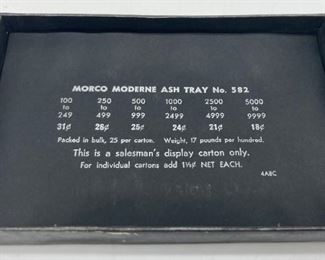 MORCO MODERNE ASH TRAY No. 582
100 250 500 1000 2500 5000
to to to to to to
249 499 999 2499 4999 9999
31¢ 26¢ 25¢ 24¢ 21¢ 18¢
Packed in bulk, 25 per carton. Weight, 17 pounds per hundred.
This is a salesman's display carton only.
For individual cartons add 1½¢ NET EACH.
4ABC